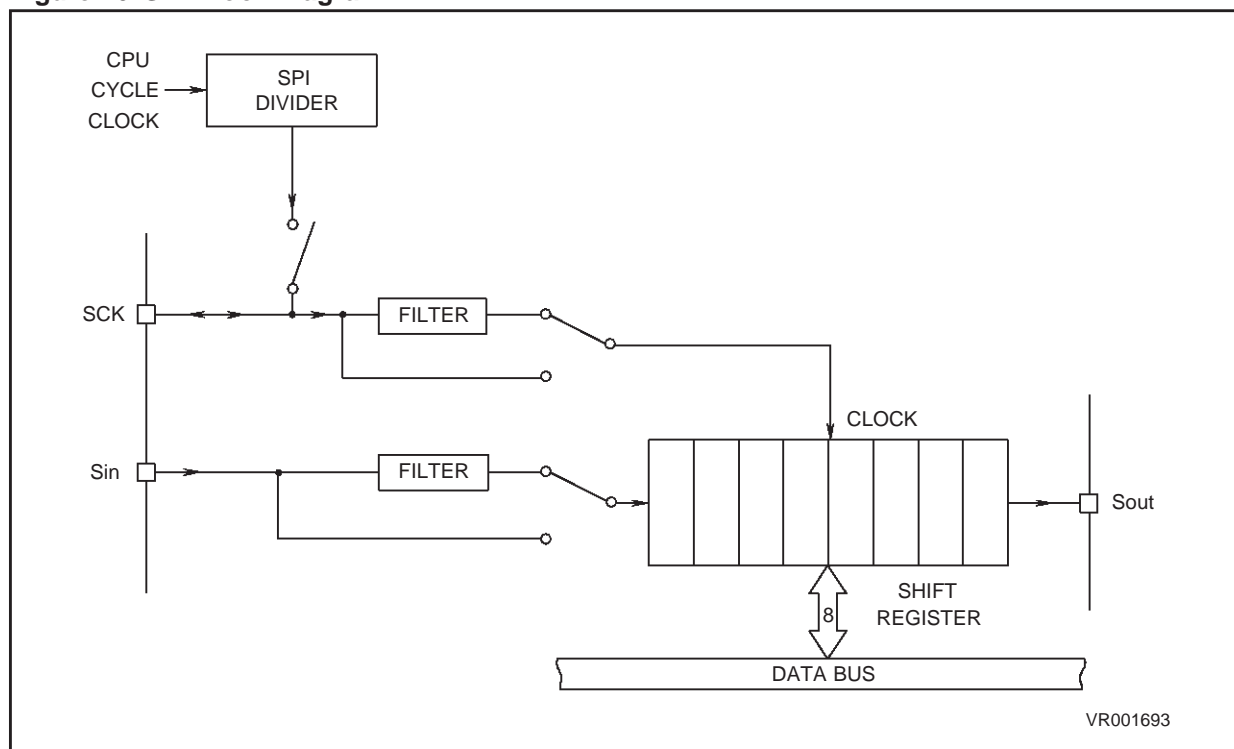 CPU
CYCLE
CLOCK
SPI
DIVIDER
SCK
FILTER
CLOCK
Sin
FILTER
Sout
SHIFT
REGISTER
8
DATA BUS
VR001693